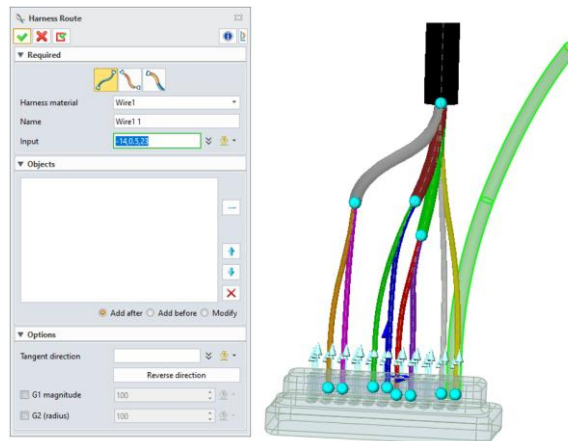 Harness Route
Required
Harness material Wire1
Name Wire1 1
Input -14,0.5,23
Objects
Add after Add before Modify
Options
Tangent direction
Reverse direction
G1 magnitude 100
G2 (radius) 100